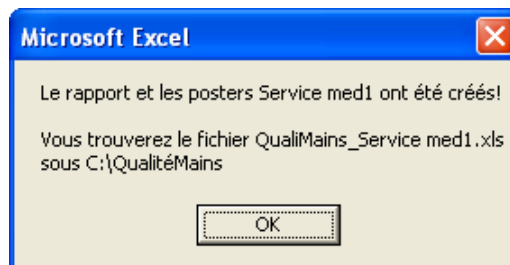 Microsoft Excel
Le rapport et les posters Service med1 ont été créés!
Vous trouverez le fichier QualiMains_Service med1.xls
sous C:\QualitéMains
OK